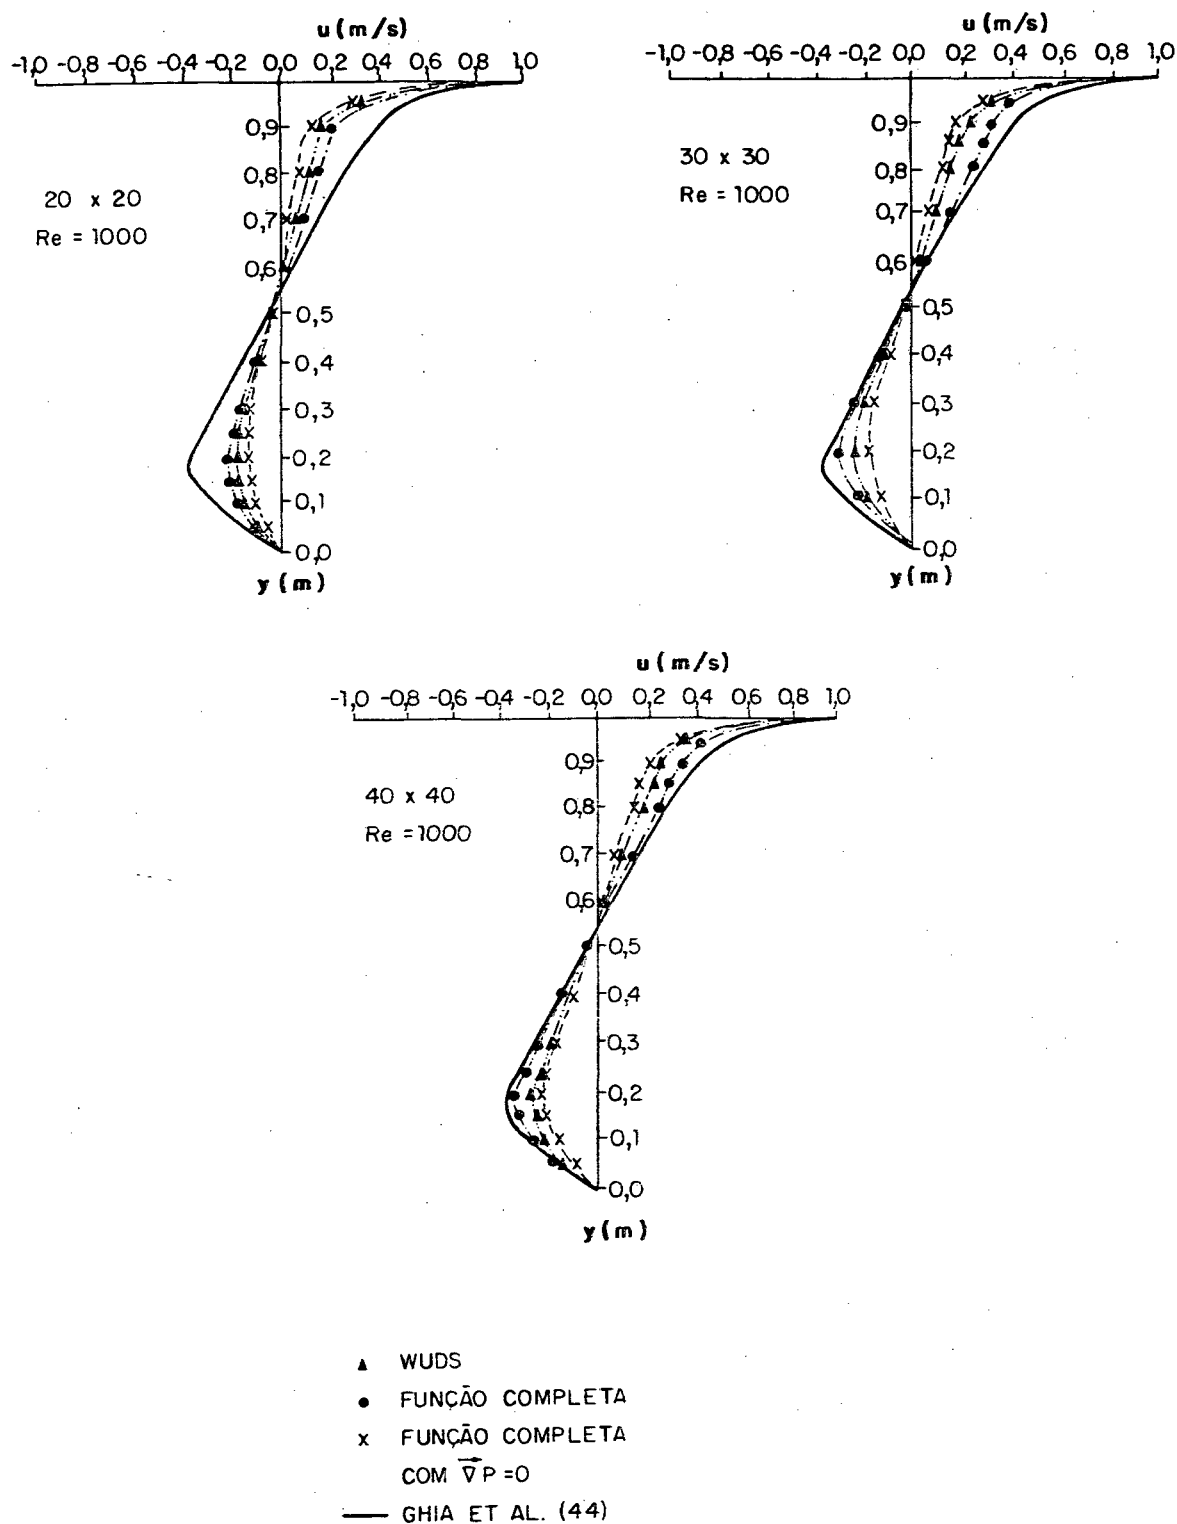 u (m/s)
-1,0 -0,8 -0,6 -0,4 -0,2 0,0 0,2 0,4 0,6 0,8 1,0
0,9
0,8
20 x 20
0,7
Re = 1000
0,6
0,5
0,4
0,3
0,2
0,1
0,0
y (m)
u (m/s)
-1,0 -0,8 -0,6 -0,4 -0,2 0,0 0,2 0,4 0,6 0,8 1,0
0,9
30 x 30
0,8
Re = 1000
0,7
0,6
0,5
0,4
0,3
0,2
0,1
0,0
y (m)
u (m/s)
-1,0 -0,8 -0,6 -0,4 -0,2 0,0 0,2 0,4 0,6 0,8 1,0
0,9
40 x 40
0,8
Re = 1000
0,7
0,6
0,5
0,4
0,3
0,2
0,1
0,0
y (m)
▲ WUDS
● FUNÇÃO COMPLETA
x FUNÇÃO COMPLETA
COM ∇⃗P = 0
GHIA ET AL. (44)